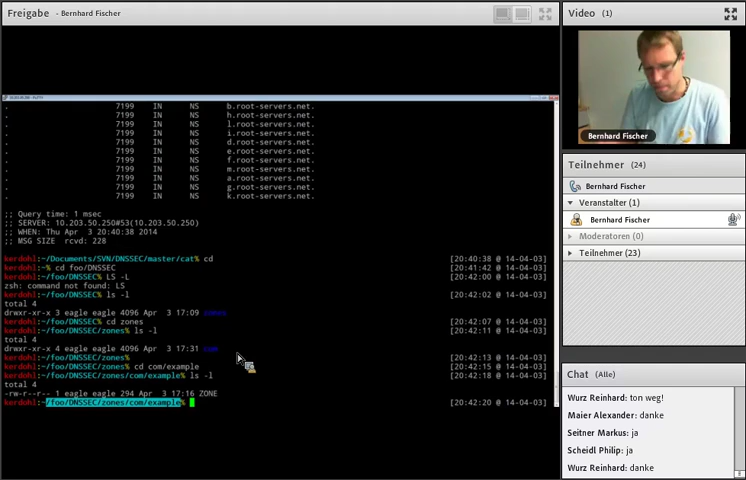 Freigabe - Bernhard Fischer
. 7199 IN NS b.root-servers.net.
. 7199 IN NS h.root-servers.net.
. 7199 IN NS l.root-servers.net.
. 7199 IN NS i.root-servers.net.
. 7199 IN NS d.root-servers.net.
. 7199 IN NS e.root-servers.net.
. 7199 IN NS f.root-servers.net.
. 7199 IN NS m.root-servers.net.
. 7199 IN NS a.root-servers.net.
. 7199 IN NS g.root-servers.net.
. 7199 IN NS k.root-servers.net.
;; Query time: 1 msec
;; SERVER: 10.203.50.250#53(10.203.50.250)
;; WHEN: Thu Apr 3 20:40:38 2014
;; MSG SIZE rcvd: 228
kerdohl:~/Documents/SVN/DNSSEC/master/cat% cd [20:40:38 @ 14-04-03]
kerdohl:~% cd foo/DNSSEC [20:41:42 @ 14-04-03]
kerdohl:~/foo/DNSSEC% LS -L [20:42:00 @ 14-04-03]
zsh: command not found: LS
kerdohl:~/foo/DNSSEC% ls -l [20:42:02 @ 14-04-03]
total 4
drwxr-xr-x 3 eagle eagle 4096 Apr 3 17:09 zones
kerdohl:~/foo/DNSSEC% cd zones [20:42:07 @ 14-04-03]
kerdohl:~/foo/DNSSEC/zones% ls -l [20:42:11 @ 14-04-03]
total 4
drwxr-xr-x 4 eagle eagle 4096 Apr 3 17:31 com
kerdohl:~/foo/DNSSEC/zones% [20:42:13 @ 14-04-03]
kerdohl:~/foo/DNSSEC/zones% cd com/example [20:42:15 @ 14-04-03]
kerdohl:~/foo/DNSSEC/zones/com/example% ls -l [20:42:18 @ 14-04-03]
total 4
-rw-r--r-- 1 eagle eagle 294 Apr 3 17:16 ZONE
kerdohl:~/foo/DNSSEC/zones/com/example% [20:42:20 @ 14-04-03]
Video (1)
Bernhard Fischer
Teilnehmer (24)
Bernhard Fischer
Veranstalter (1)
Bernhard Fischer
Moderatoren (0)
Teilnehmer (23)
Chat (Alle)
Wurz Reinhard: ton weg!
Maier Alexander: danke
Seitner Markus: ja
Scheidl Philip: ja
Wurz Reinhard: danke